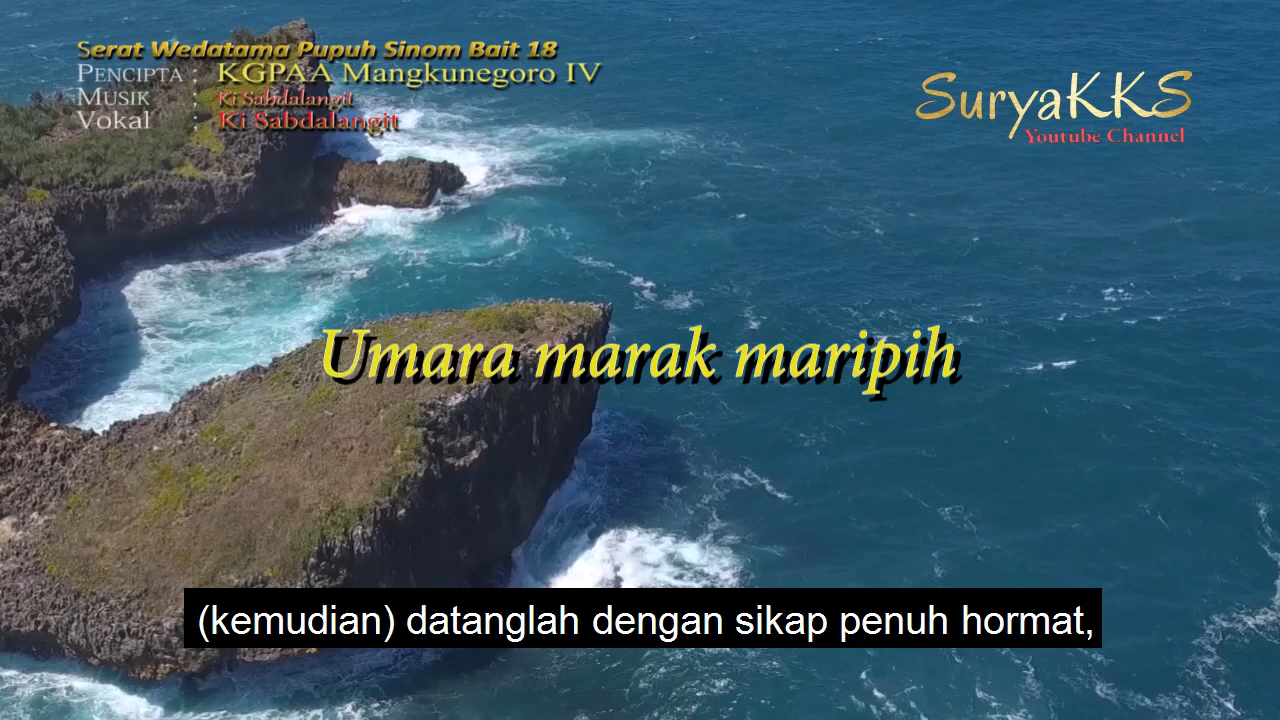 Serat Wedatama Pupuh Sinom Bait 18
Pencipta : KGPAA Mangkunegoro IV
Musik : Ki Sabdalangit
Vokal : Ki Sabdalangit
SuryaKKS
Youtube Channel
Umara marak maripih
(kemudian) datanglah dengan sikap penuh hormat,